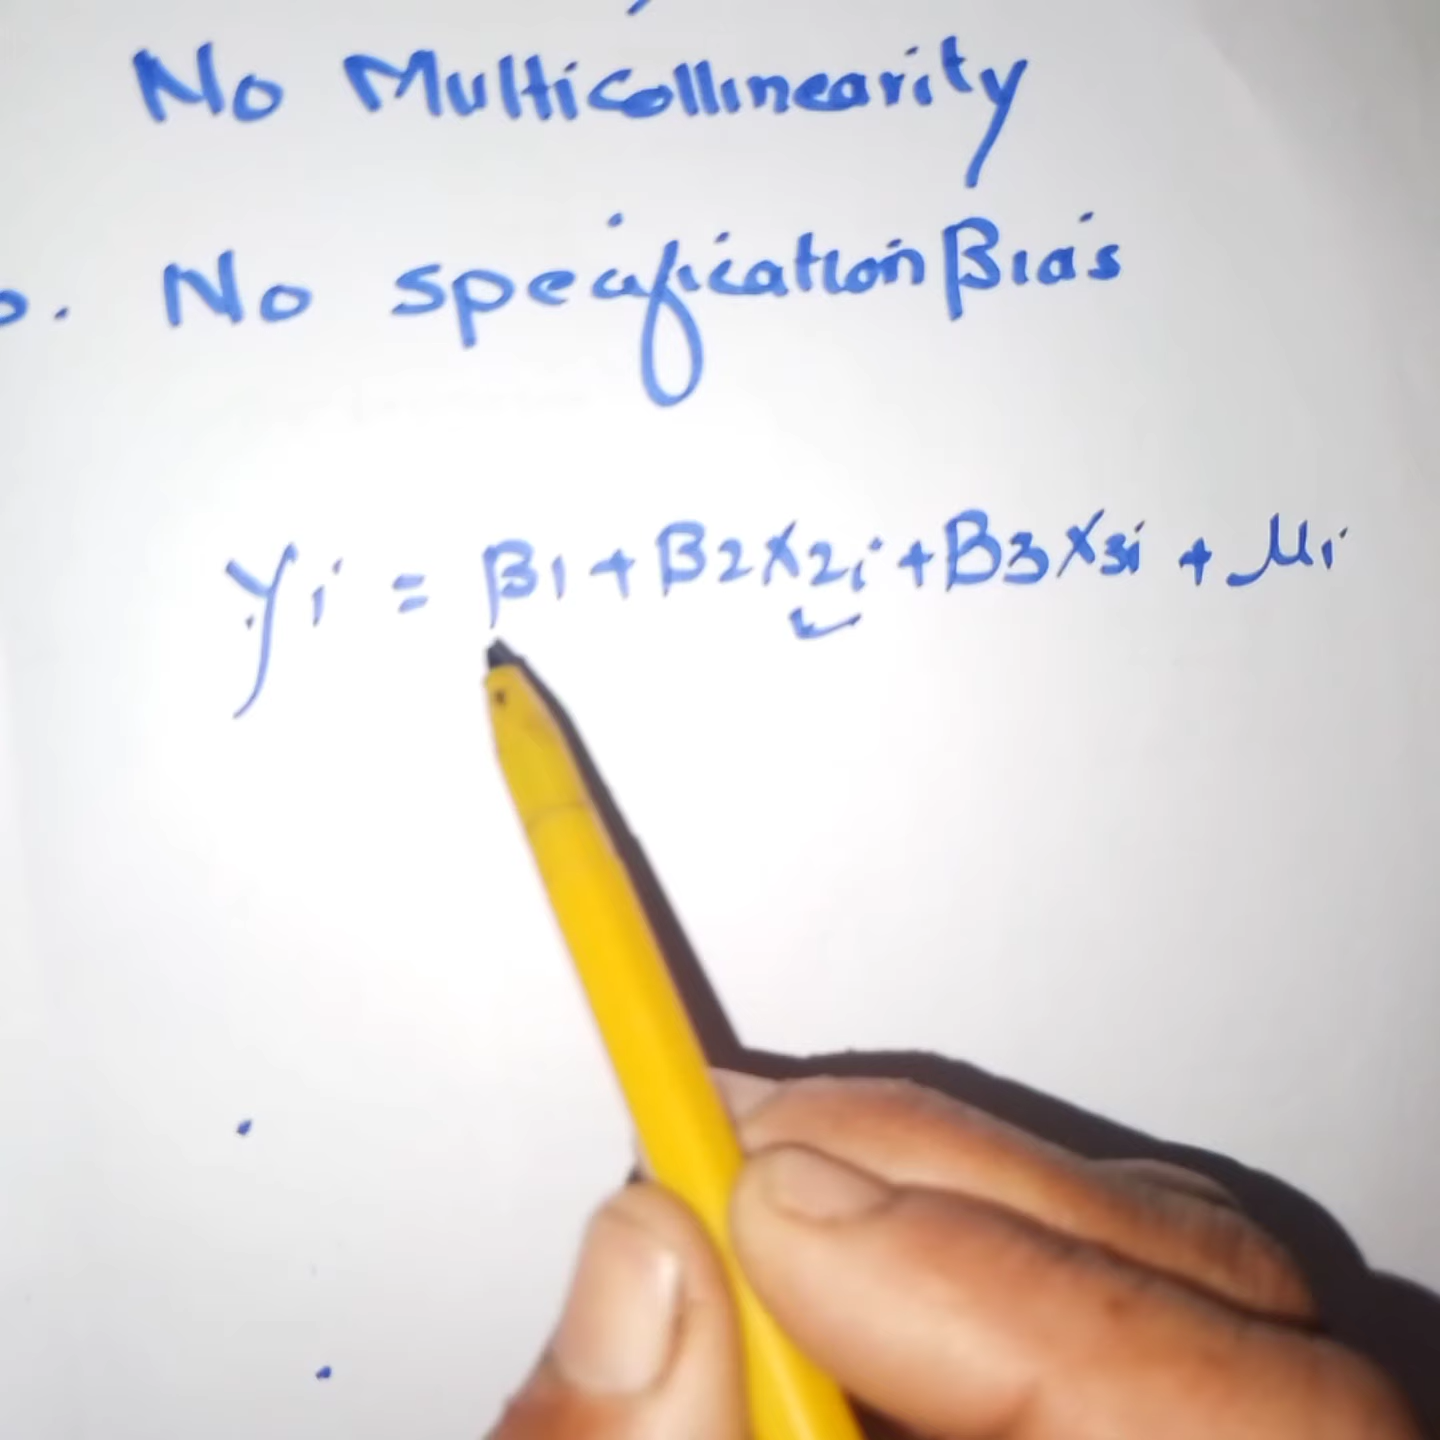 No Multicollinearity
. No specification Bias
Yi = β1 + β2X2i + β3X3i + μi